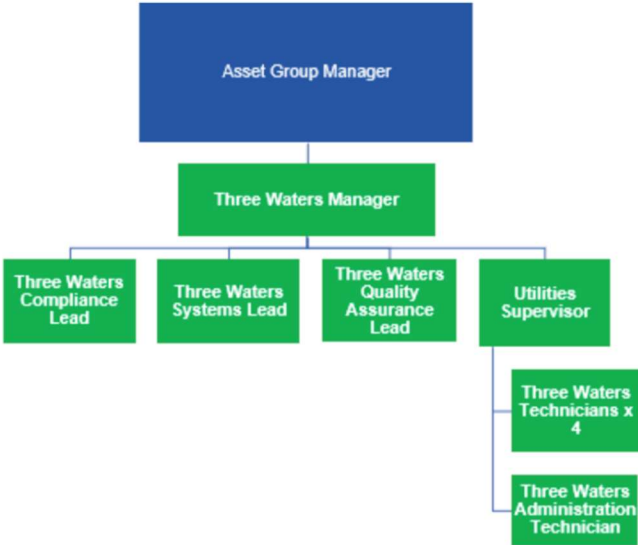 Asset Group Manager
Three Waters Manager
Three Waters
Compliance
Lead
Three Waters
Systems Lead
Three Waters
Quality
Assurance
Lead
Utilities
Supervisor
Three Waters
Technicians x
4
Three Waters
Administration
Technician